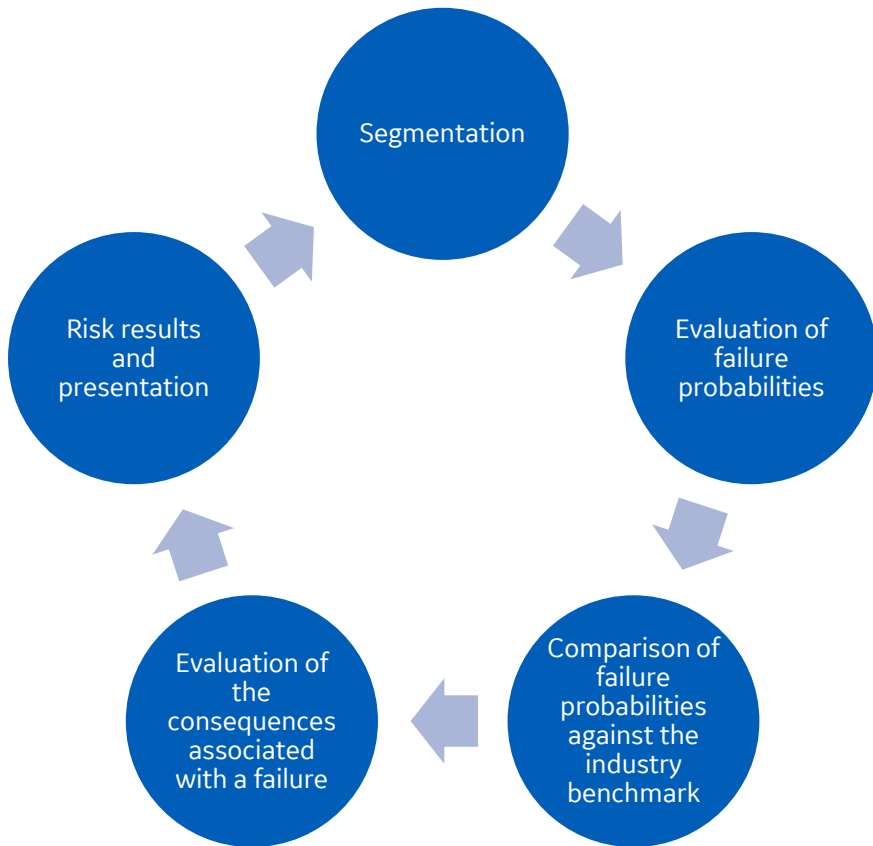 Segmentation
Evaluation of
failure
probabilities
Comparison of
failure
probabilities
against the
industry
benchmark
Evaluation of
the
consequences
associated
with a failure
Risk results
and
presentation